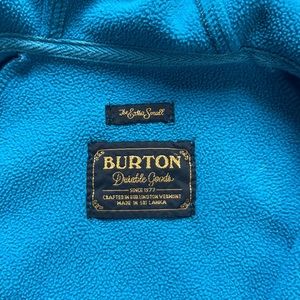 The Extra Small
BURTON
Durable Goods
SINCE 1977
CRAFTED IN BURLINGTON VERMONT
MADE IN SRI LANKA